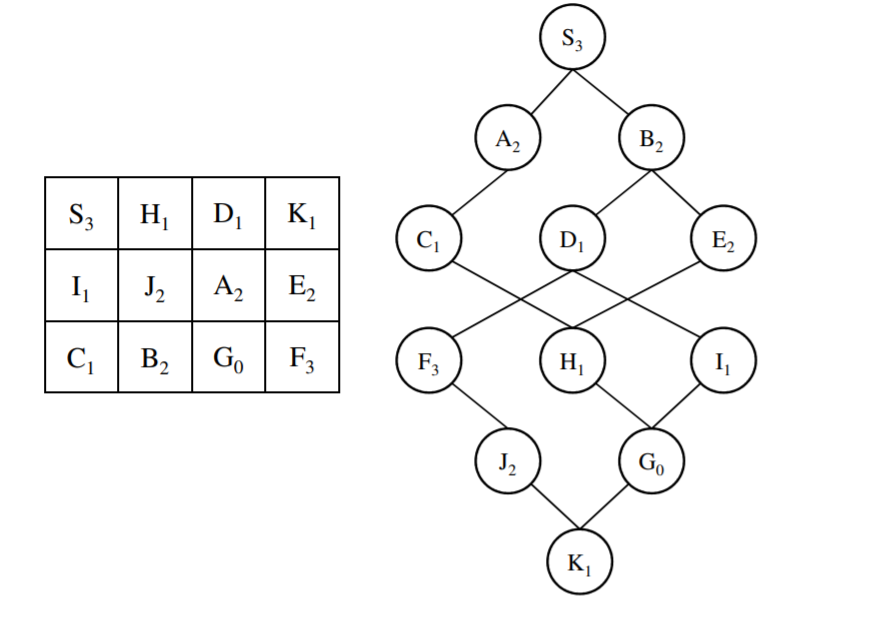 S₃ H₁ D₁ K₁
I₁ J₂ A₂ E₂
C₁ B₂ G₀ F₃
S₃
A₂ B₂
C₁ D₁ E₂
F₃ H₁ I₁
J₂ G₀
K₁